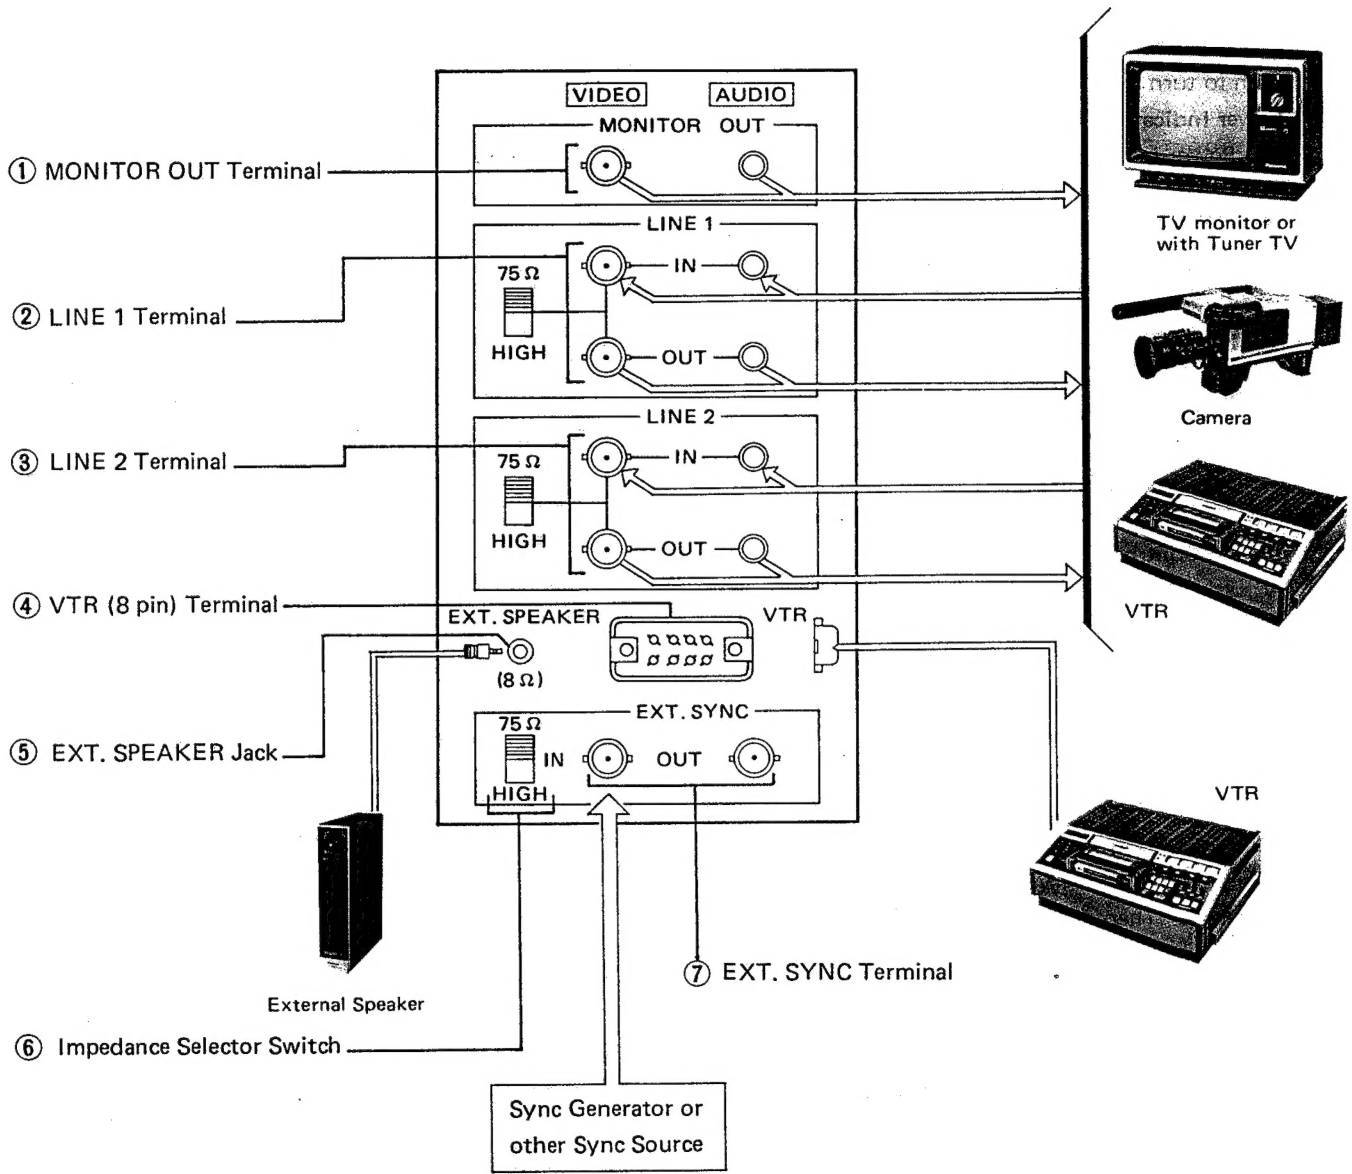 VIDEO AUDIO
MONITOR OUT
① MONITOR OUT Terminal
TV monitor or
with Tuner TV
LINE 1
75 Ω
IN
② LINE 1 Terminal
HIGH
OUT
Camera
LINE 2
75 Ω
IN
③ LINE 2 Terminal
HIGH
OUT
VTR
④ VTR (8 pin) Terminal
EXT. SPEAKER
VTR
(8 Ω)
EXT. SYNC
75 Ω
IN
OUT
HIGH
⑤ EXT. SPEAKER Jack
VTR
⑦ EXT. SYNC Terminal
External Speaker
⑥ Impedance Selector Switch
Sync Generator or
other Sync Source